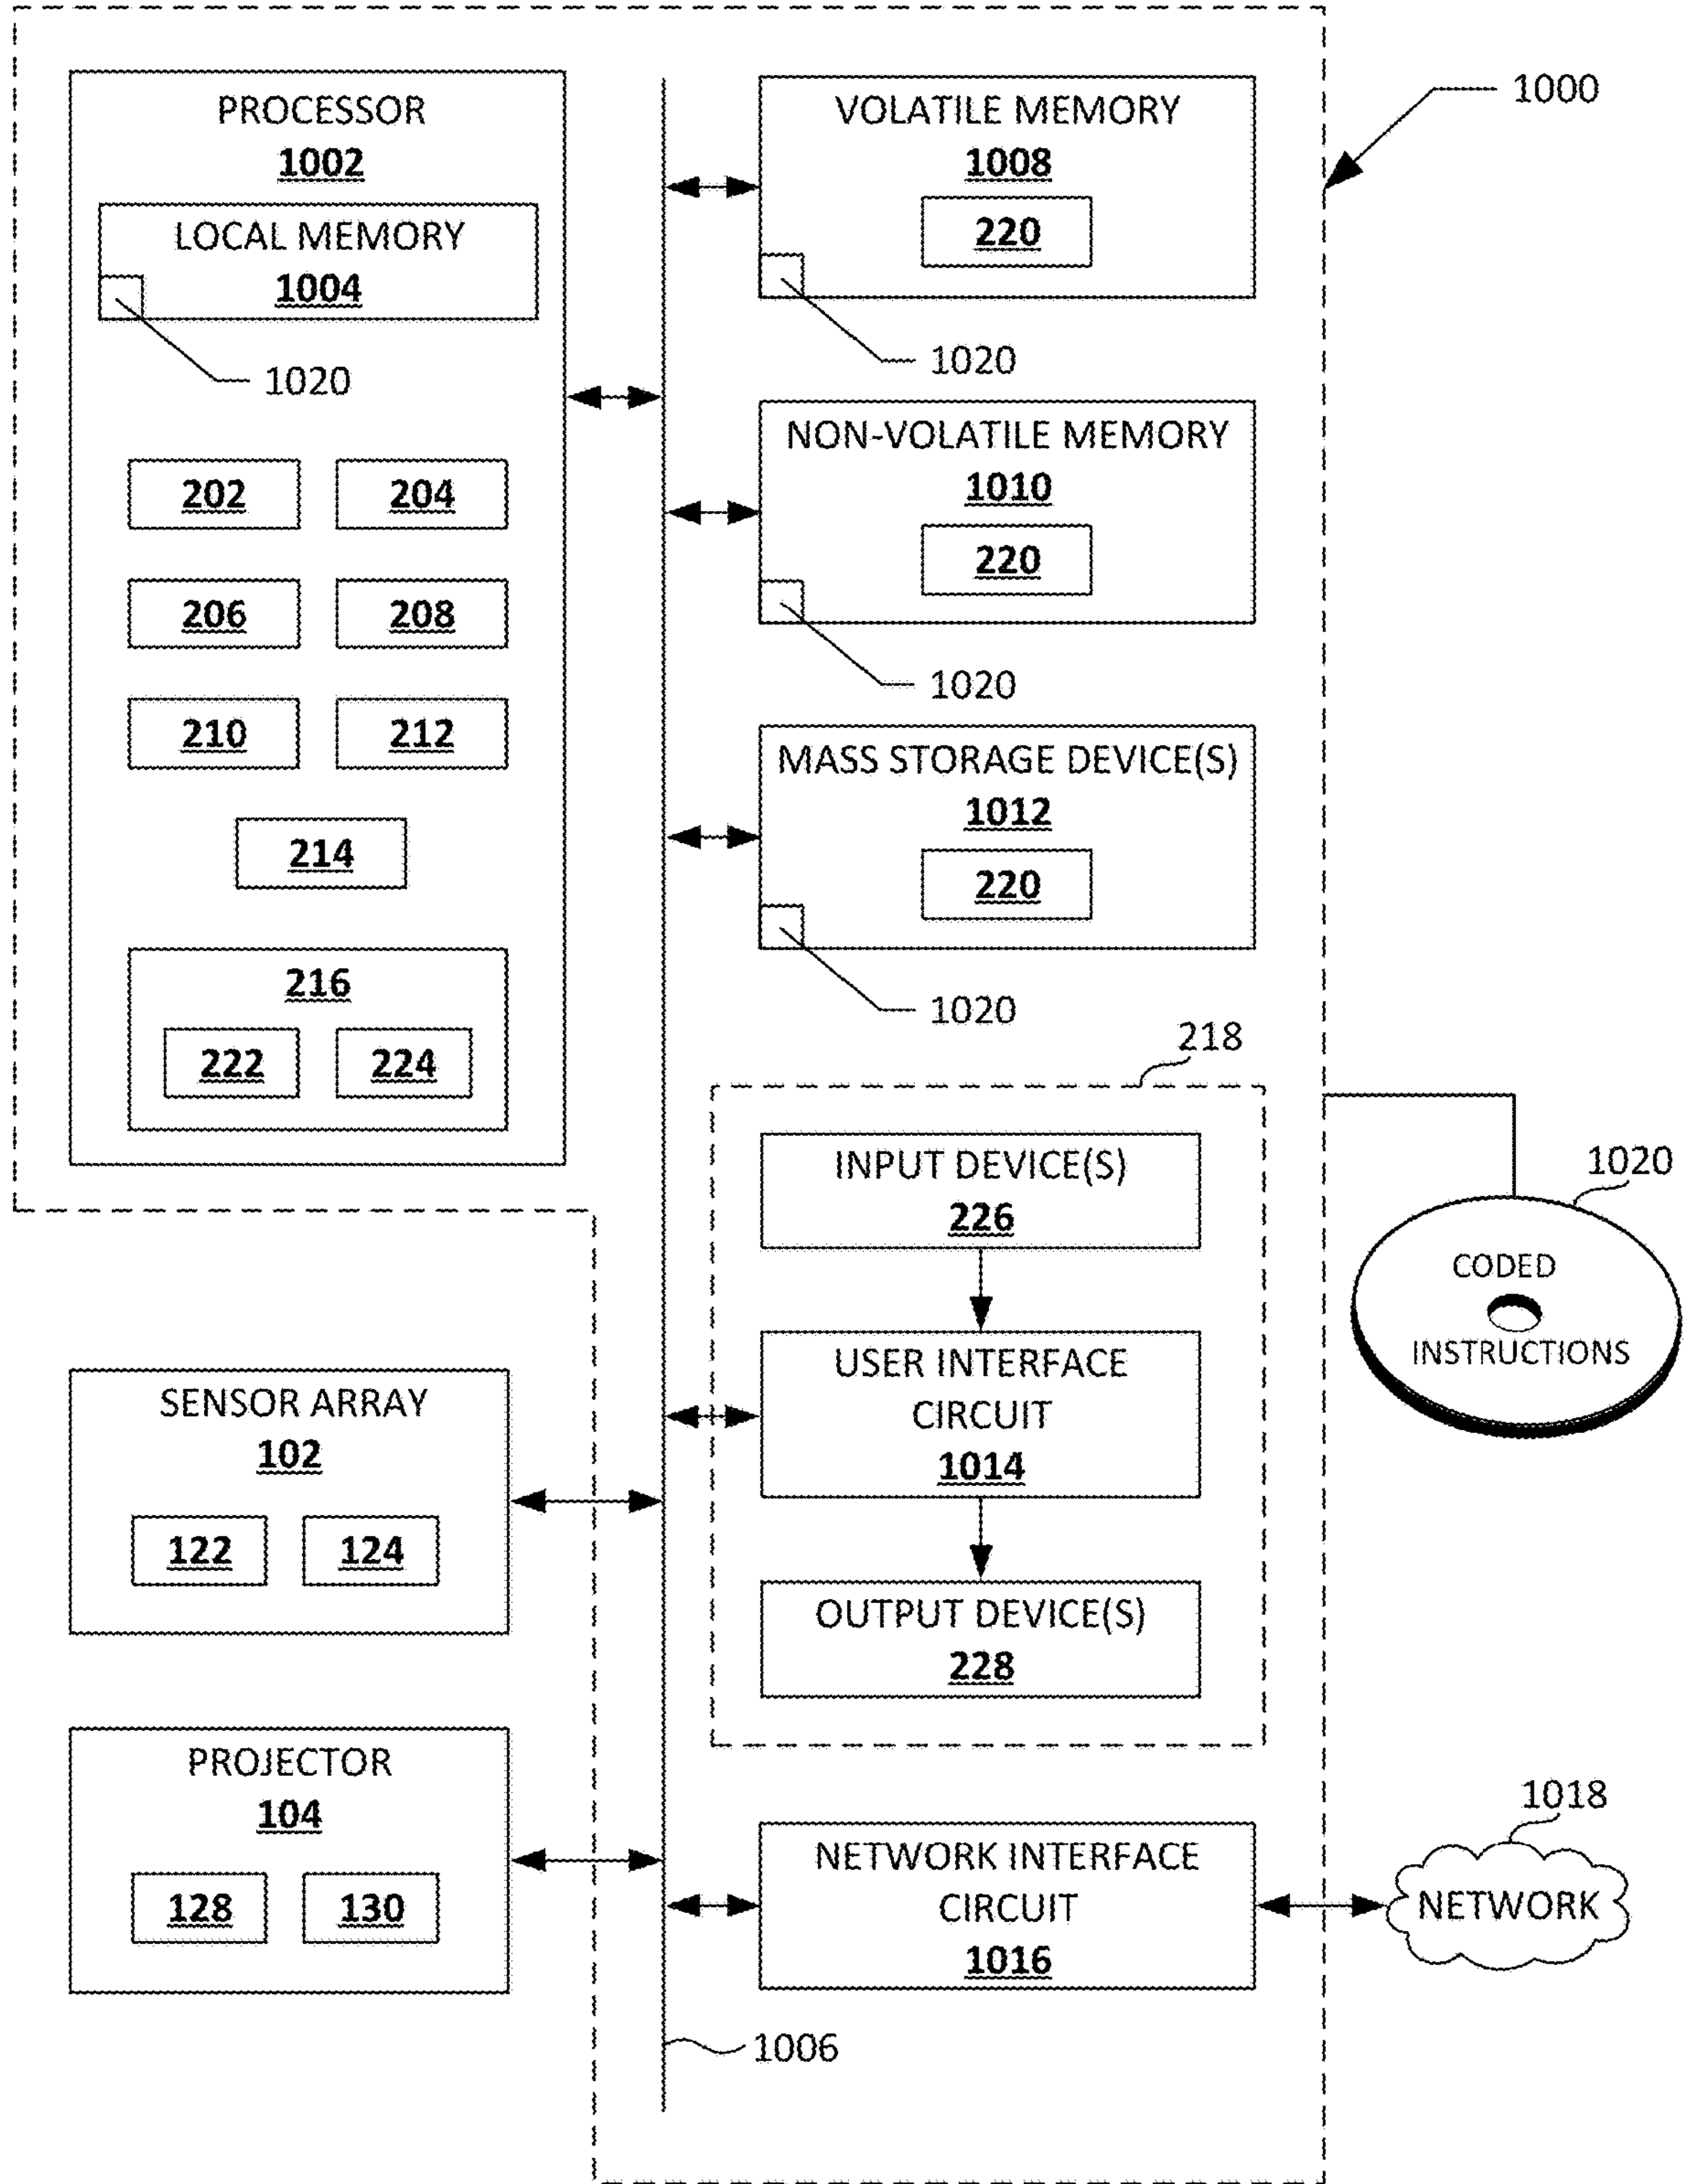 PROCESSOR
1002
LOCAL MEMORY
1004
1020
202
204
206
208
210
212
214
216
222
224
VOLATILE MEMORY
1008
220
1020
NON-VOLATILE MEMORY
1010
220
1020
MASS STORAGE DEVICE(S)
1012
220
1020
1000
218
INPUT DEVICE(S)
226
USER INTERFACE
CIRCUIT
1014
OUTPUT DEVICE(S)
228
1020
CODED
INSTRUCTIONS
SENSOR ARRAY
102
122
124
PROJECTOR
104
128
130
NETWORK INTERFACE
CIRCUIT
1016
1018
NETWORK
1006